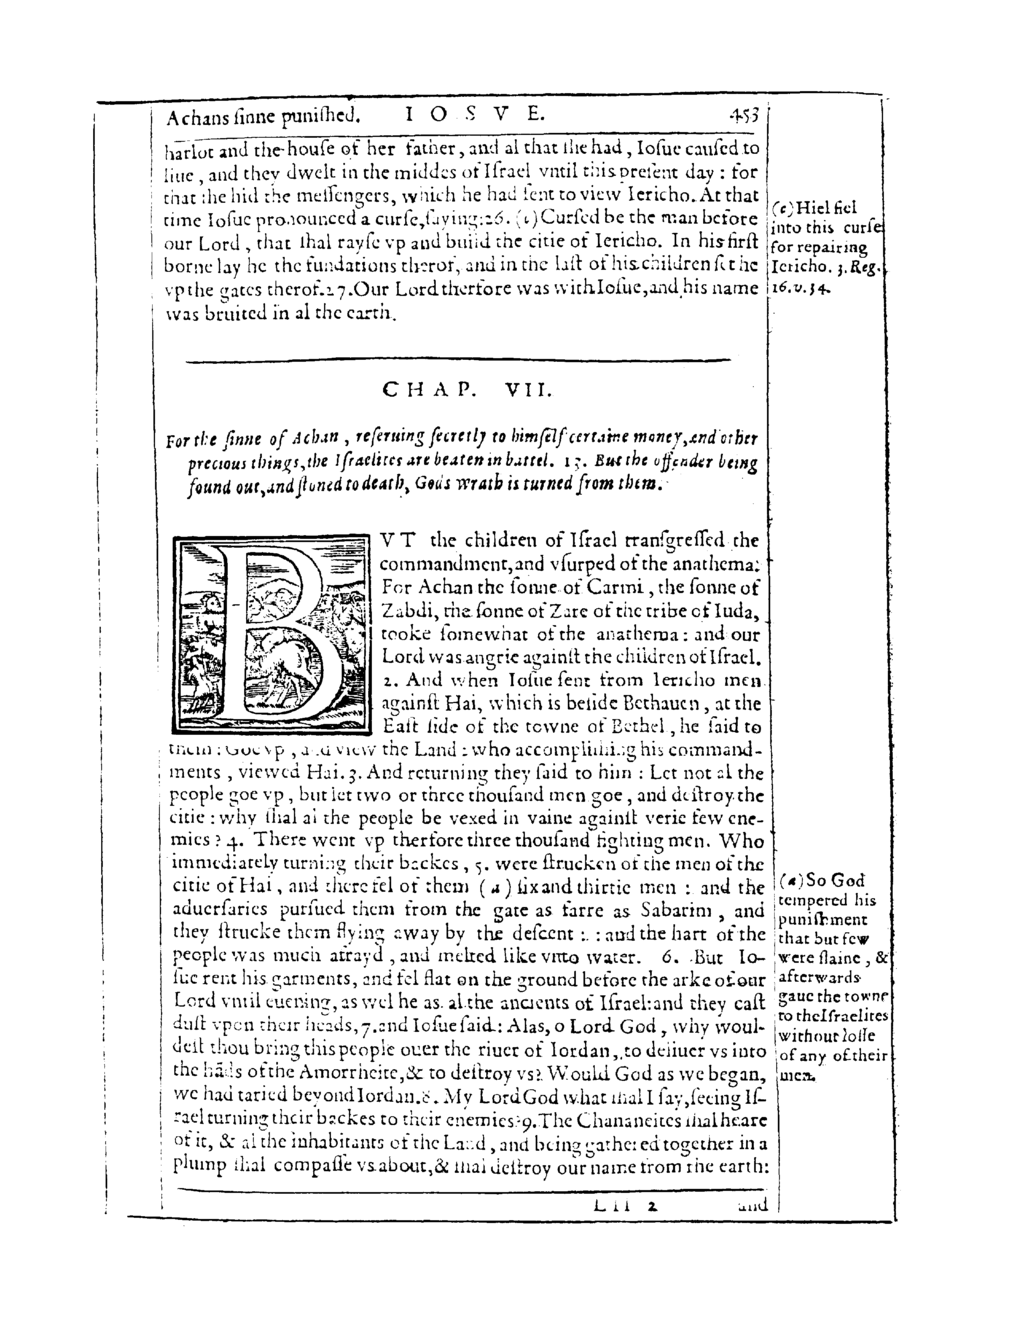 Achans ſinne puniſhed. I O S V E. 453
harlot and the houſe of her father, and al that ſhe had, Ioſue cauſed to
liue, and they dwelt in the middes of Iſrael vntil this preſent day : for
that ſhe hid the meſſengers, which he had ſent to view Iericho. At that
time Ioſue pronounced a curſe, ſaying: 26. (e) Curſed be the man before
our Lord, that ſhal rayſe vp and build the citie of Iericho. In his firſt
borne lay he the fundations therof, and in the laſt of his children ſet he
vp the gates therof. 27. Our Lord therfore was with Ioſue, and his name
was bruited in al the earth.
(e) Hiel fiel
into this curſe
for repairing
Iericho. 3. Reg.
16. v. 34.
CHAP. VII.
For the ſinne of Achan, reſeruing ſecretly to himſelf certaine money, and other
precious things, the Iſraelites are beaten in battel. 13. But the offender being
found out, and ſtoned to death, Gods wrath is turned from them.
BVT the children of Iſrael tranſgreſſed the
commandment, and vſurped of the anathema;
For Achan the ſonne of Carmi, the ſonne of
Zabdi, the ſonne of Zare of the tribe of Iuda,
tooke ſomewhat of the anathema : and our
Lord was angrie againſt the children of Iſrael.
2. And when Ioſue ſent from Iericho men
againſt Hai, which is beſide Bethauen, at the
Eaſt ſide of the towne of Bethel, he ſaid to
them : Goe vp, and view the Land : who accompliſhing his command-
ments, viewed Hai. 3. And returning they ſaid to him : Let not al the
people goe vp, but let two or three thouſand men goe, and deſtroy the
citie : why ſhal al the people be vexed in vaine againſt verie few ene-
mies? 4. There went vp therfore three thouſand fighting men. Who
immediately turning their backes, 5. were ſtrucken of the men of the
citie of Hai, and there fel of them (a) ſix and thirtie men : and the
aduerſaries purſued them from the gate as farre as Sabarim, and
they ſtrucke them flying away by the deſcent : : and the hart of the
people was much afrayd, and melted like vnto water. 6. But Io-
ſue rent his garments, and fel flat on the ground before the arke of our
Lord vntil euening, as wel he as al the ancients of Iſrael: and they caſt
duſt vpon their heads, 7. and Ioſue ſaid : Alas, o Lord God, why woul-
deſt thou bring this people ouer the riuer of Iordan, to deliuer vs into
the hãds of the Amorrheite, & to deſtroy vs? Would God as we began,
we had taried beyond Iordan. 8. My Lord God what ſhal I ſay, ſeeing Iſ-
rael turning their backes to their enemies? 9. The Chananeites ſhal heare
of it, & al the inhabitants of the Land, and being gathered together in a
plump ſhal compaſſe vs about, & ſhal deſtroy our name from the earth:
(a) So God
tempered his
puniſhment
that but few
were ſlaine, &
afterwards
gaue the towne
to the Iſraelites
without loſſe
of any of their
men.
Lll 2 and